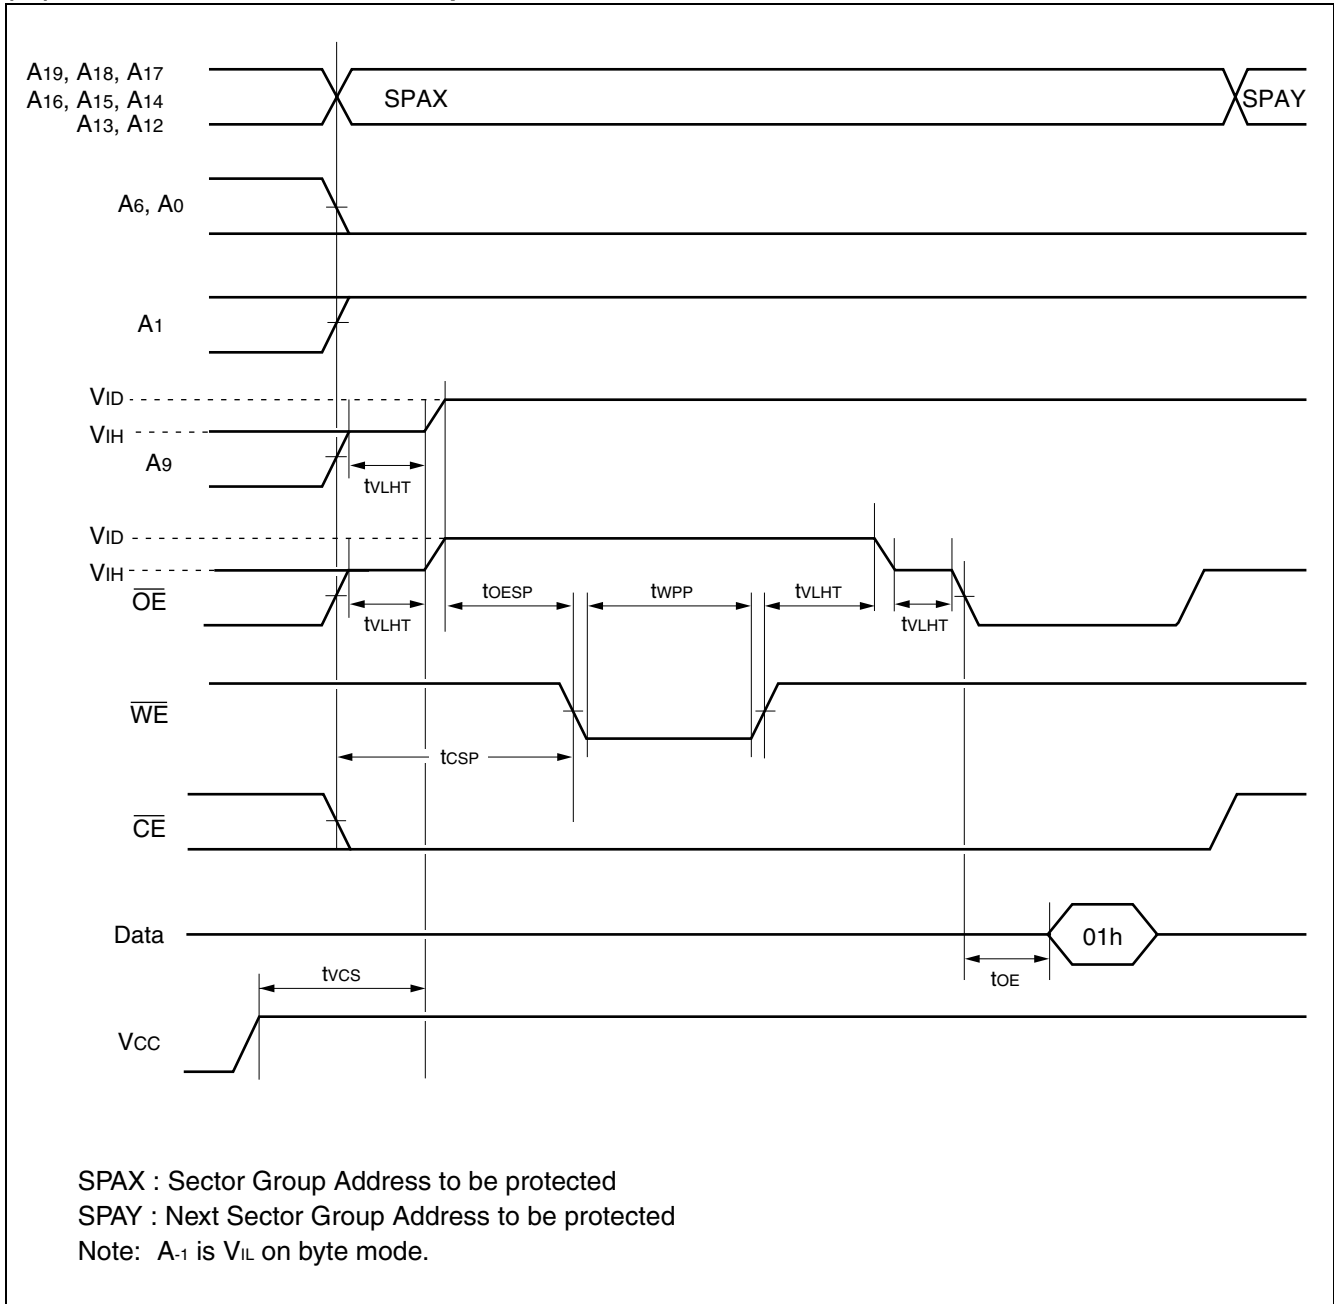 A19, A18, A17
A16, A15, A14
A13, A12
SPAX
SPAY
A6, A0
A1
VID
VIH
A9
tVLHT
VID
VIH
OE
tVLHT
tOESP
tWPP
tVLHT
tVLHT
WE
tCSP
CE
Data
01h
tOE
tVCS
VCC
SPAX : Sector Group Address to be protected
SPAY : Next Sector Group Address to be protected
Note: A-1 is VIL on byte mode.